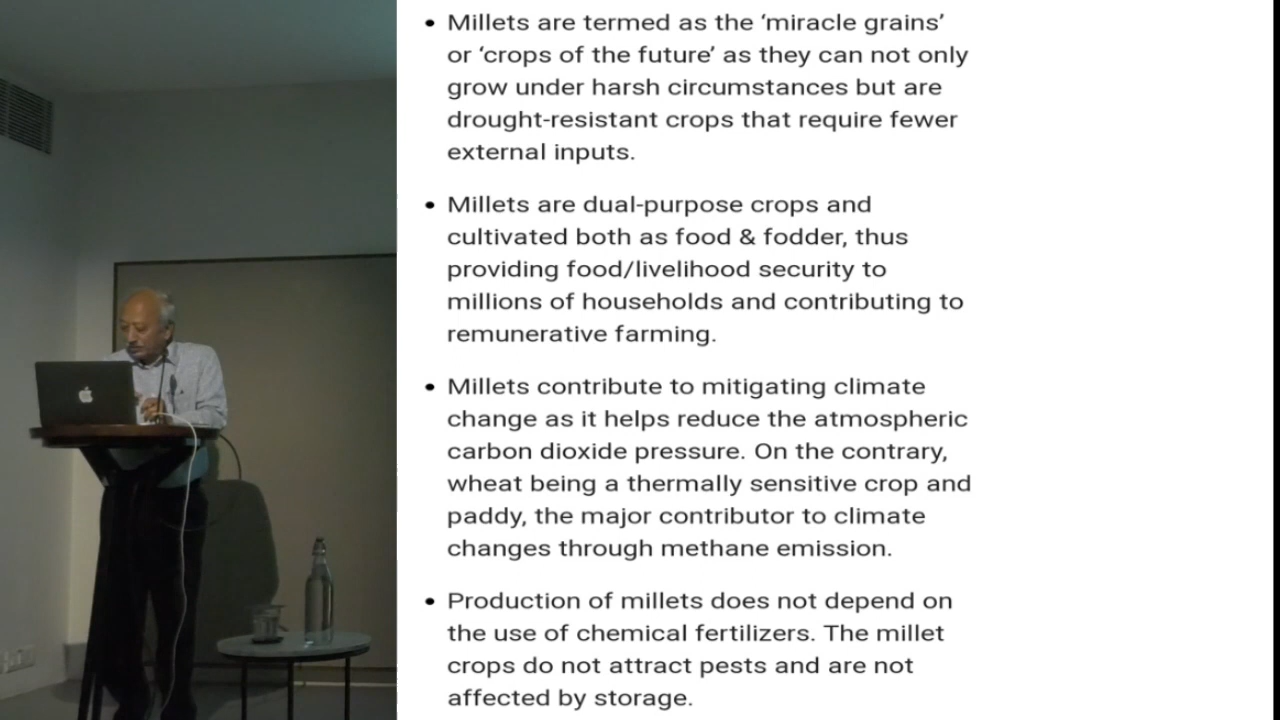 • Millets are termed as the ‘miracle grains’
or ‘crops of the future’ as they can not only
grow under harsh circumstances but are
drought-resistant crops that require fewer
external inputs.
• Millets are dual-purpose crops and
cultivated both as food & fodder, thus
providing food/livelihood security to
millions of households and contributing to
remunerative farming.
• Millets contribute to mitigating climate
change as it helps reduce the atmospheric
carbon dioxide pressure. On the contrary,
wheat being a thermally sensitive crop and
paddy, the major contributor to climate
changes through methane emission.
• Production of millets does not depend on
the use of chemical fertilizers. The millet
crops do not attract pests and are not
affected by storage.